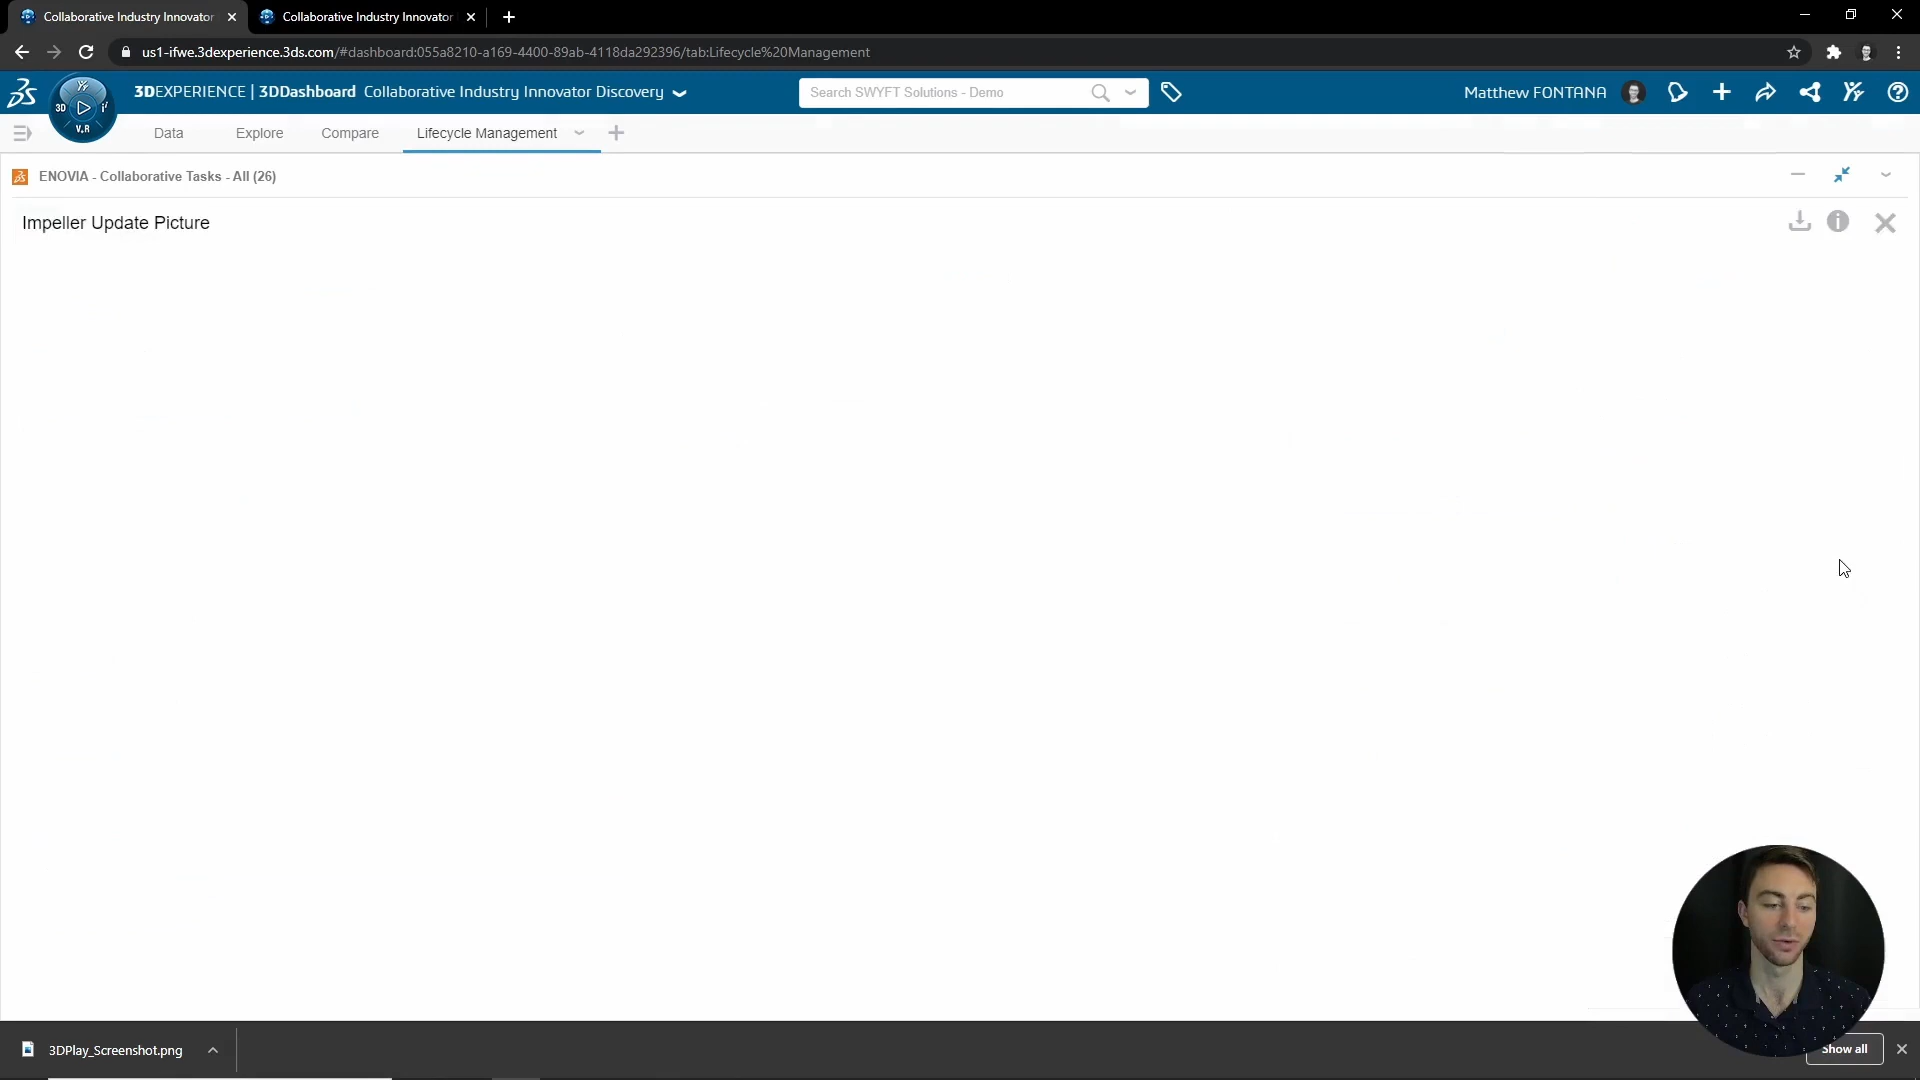 Collaborative Industry Innovator
Collaborative Industry Innovator
us1-ifwe.3dexperience.3ds.com/#dashboard:055a8210-a169-4400-89ab-4118da292396/tab:Lifecycle%20Management
3DEXPERIENCE | 3DDashboard Collaborative Industry Innovator Discovery
Search SWYFT Solutions - Demo
Matthew FONTANA
3D
V.R
Data
Explore
Compare
Lifecycle Management
ENOVIA - Collaborative Tasks - All (26)
Impeller Update Picture
3DPlay_Screenshot.png
Show all